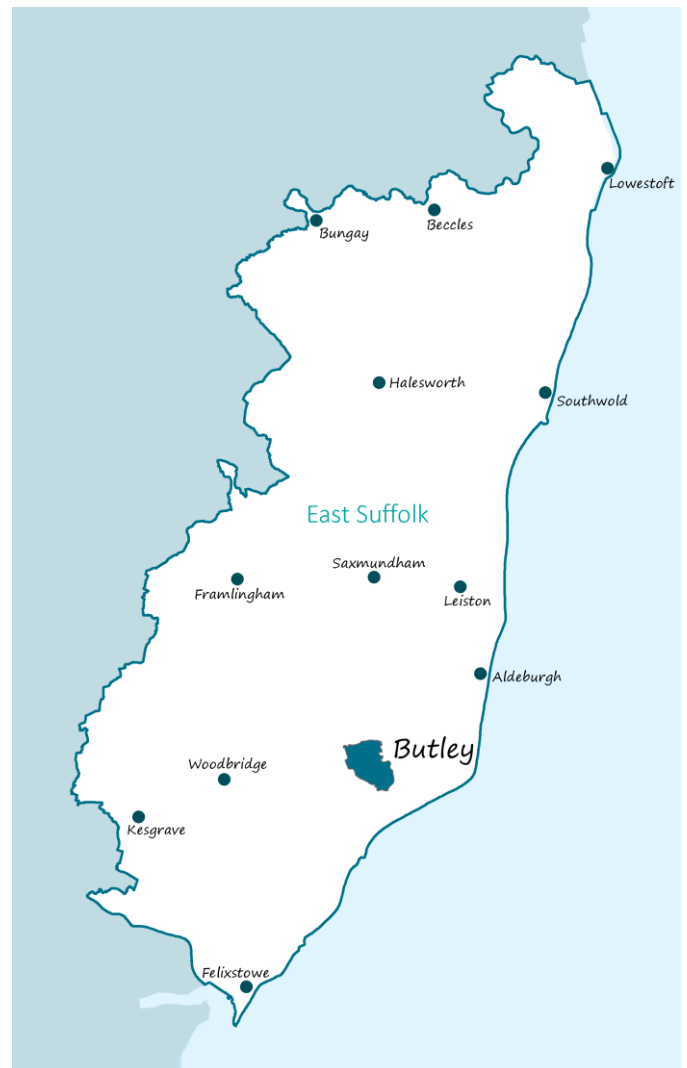 Lowestoft
Beccles
Bungay
Halesworth
Southwold
East Suffolk
Saxmundham
Framlingham
Leiston
Aldeburgh
Butley
Woodbridge
Kesgrave
Felixstowe